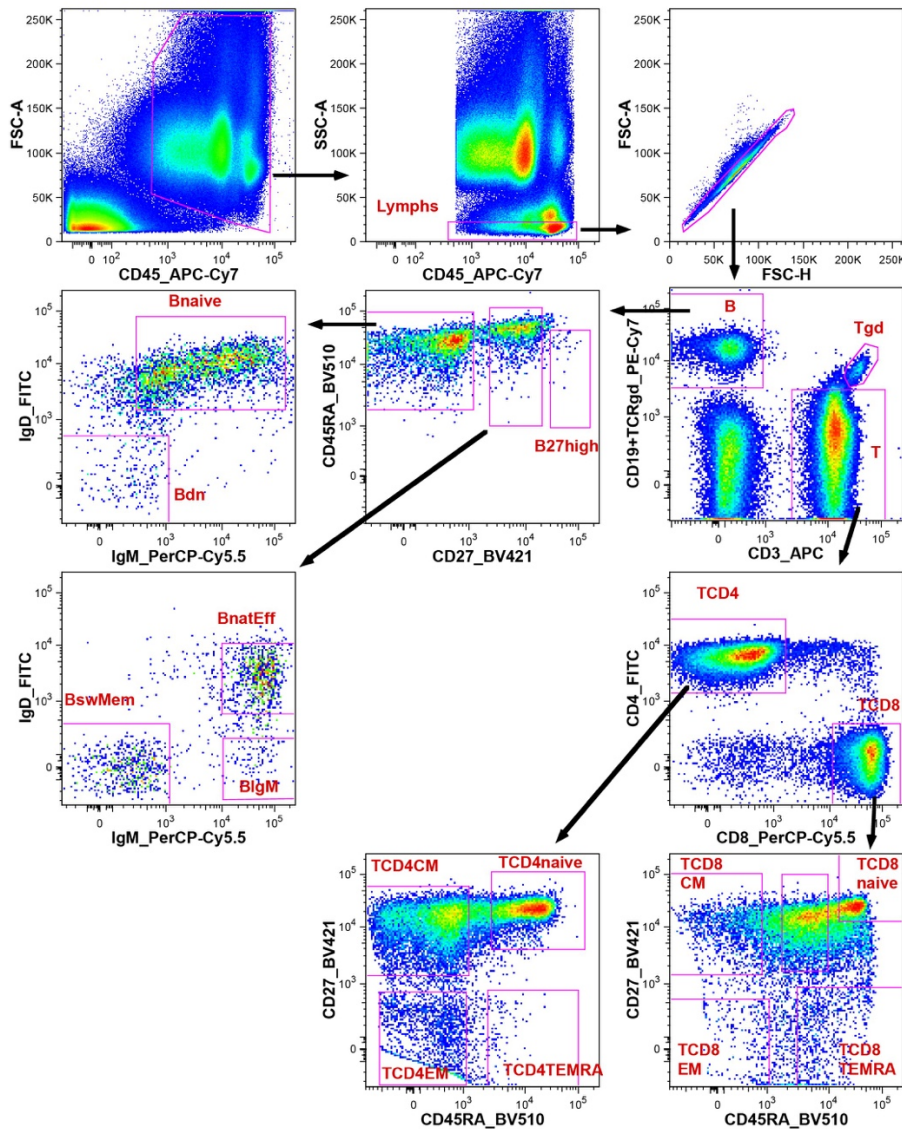 250K
200K
150K
100K
50K
0
FSC-A
0 10^2 10^3 10^4 10^5
CD45_APC-Cy7
250K
200K
150K
100K
50K
0
SSC-A
Lymphs
0 10^2 10^3 10^4 10^5
CD45_APC-Cy7
250K
200K
150K
100K
50K
0
FSC-A
0 50K 100K 150K 200K 250K
FSC-H
Bnaive
10^5
10^4
10^3
0
IgD_FITC
Bdn
0 10^3 10^4 10^5
IgM_PerCP-Cy5.5
10^5
10^4
10^3
0
CD45RA_BV510
B27high
0 10^3 10^4 10^5
CD27_BV421
B
Tgd
T
10^5
10^4
10^3
0
CD19+TCRgd_PE-Cy7
0 10^3 10^4 10^5
CD3_APC
BnatEff
BswMem
BIgM
10^5
10^4
10^3
0
IgD_FITC
0 10^3 10^4 10^5
IgM_PerCP-Cy5.5
TCD4
TCD8
10^5
10^4
10^3
0
CD4_FITC
0 10^3 10^4 10^5
CD8_PerCP-Cy5.5
TCD4CM
TCD4naive
10^5
10^4
10^3
0
CD27_BV421
TCD4EM
TCD4TEMRA
0 10^3 10^4 10^5
CD45RA_BV510
TCD8
CM
TCD8
naive
10^5
10^4
10^3
0
CD27_BV421
TCD8
EM
TCD8
TEMRA
0 10^3 10^4 10^5
CD45RA_BV510